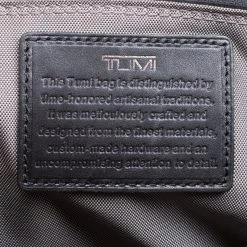 TUMI
This Tumi bag is distinguished by
time-honored artisanal traditions.
It was meticulously crafted and
designed from the finest materials,
custom-made hardware and an
uncompromising attention to detail.